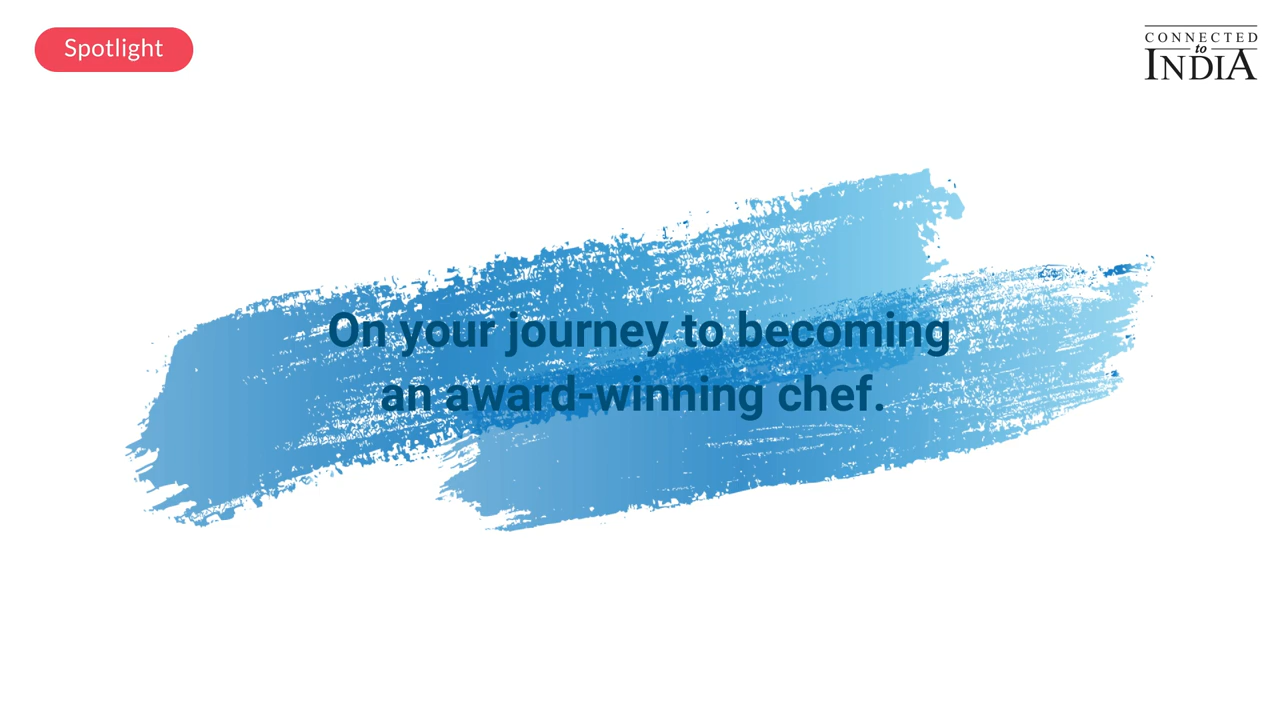 Spotlight
CONNECTED
to
INDIA
On your journey to becoming
an award-winning chef.